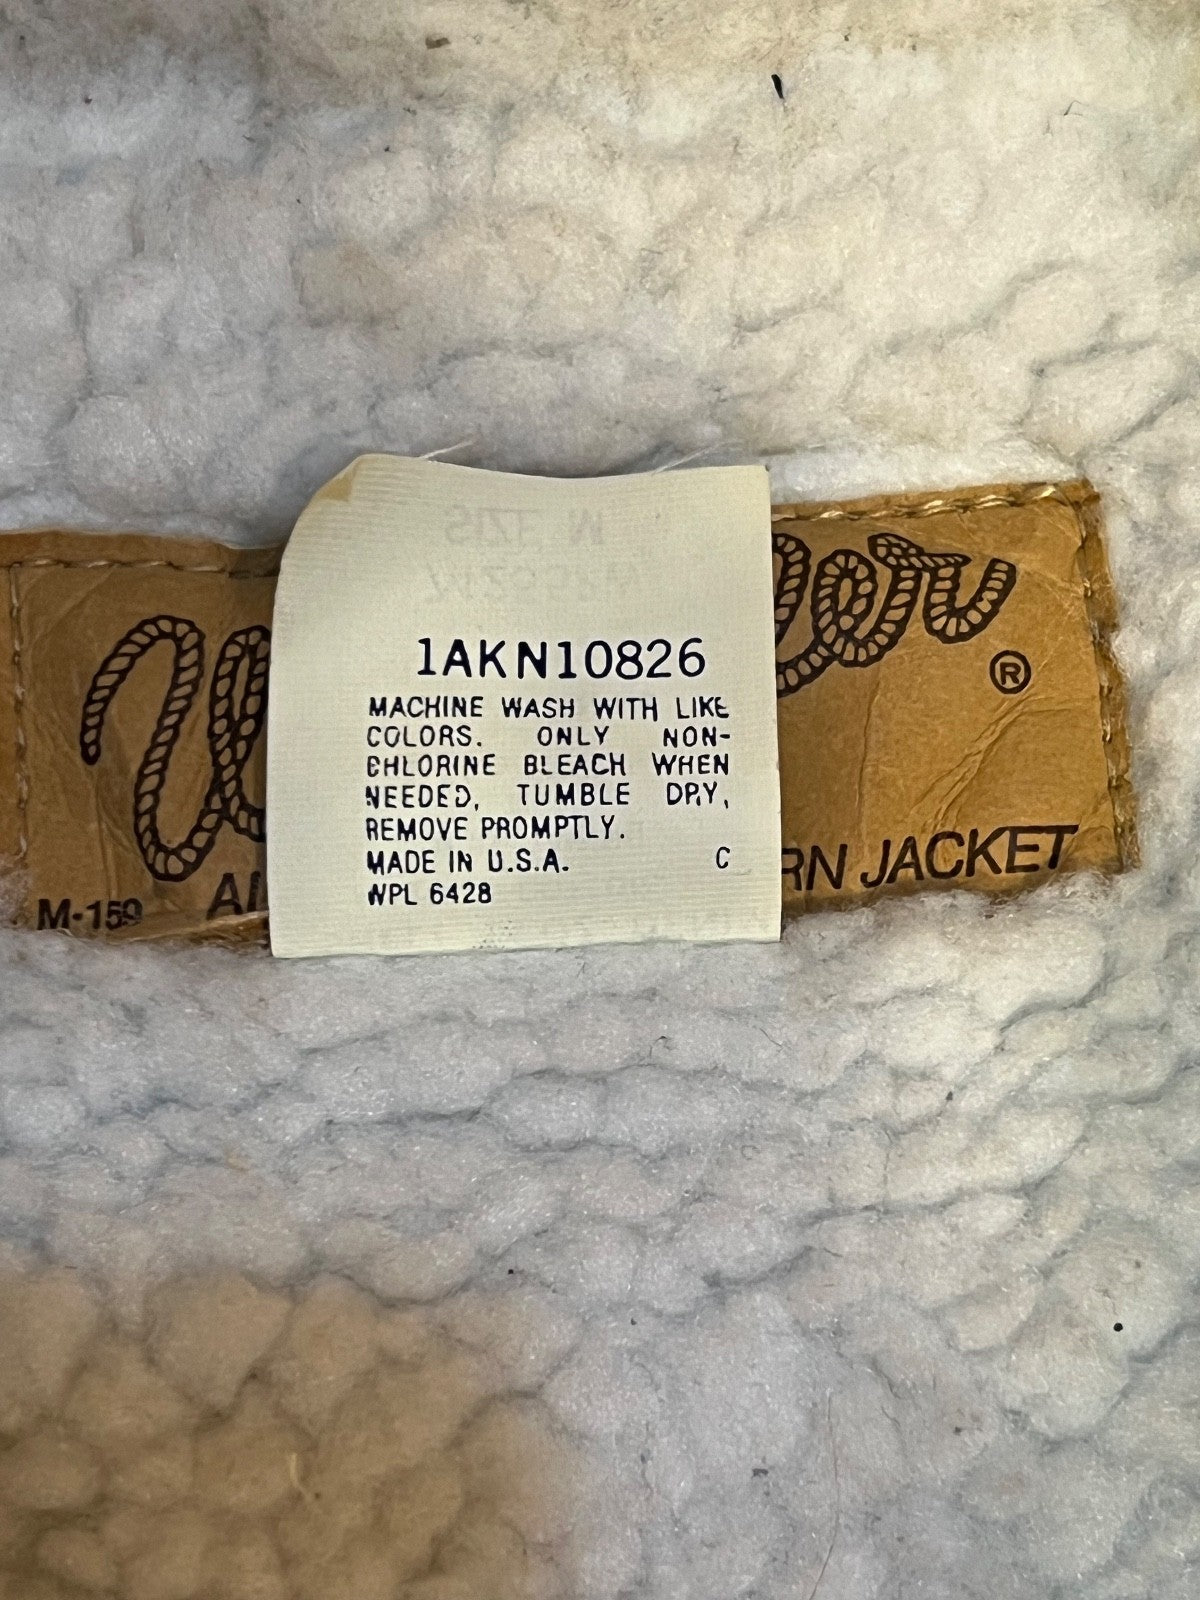 1AKN10826
MACHINE WASH WITH LIKE
COLORS. ONLY NON-
CHLORINE BLEACH WHEN
NEEDED, TUMBLE DRY,
REMOVE PROMPTLY.
MADE IN U.S.A. C
WPL 6428
®
RN JACKET
M-159